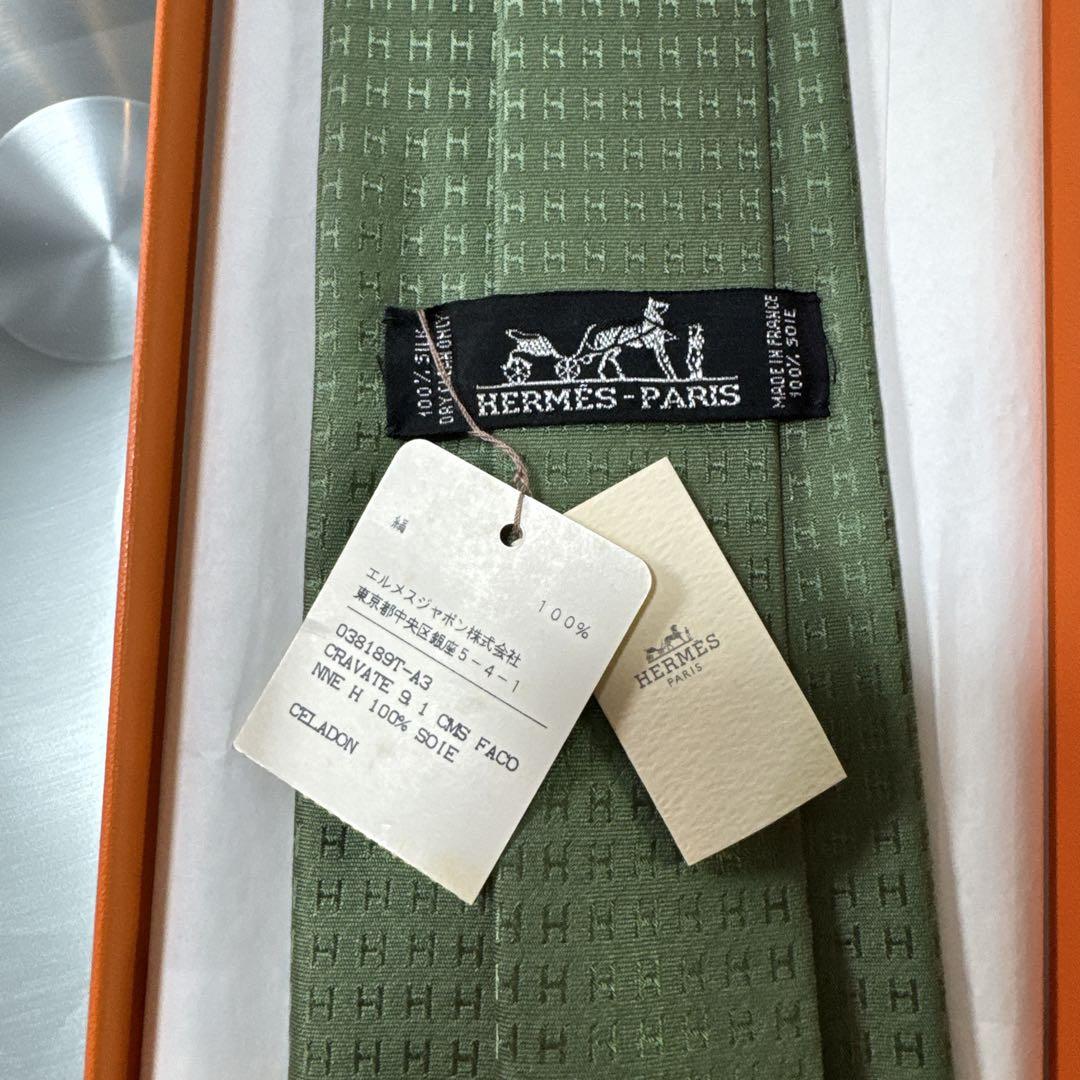 100% SILK
DRY CLEAN ONLY
HERMÈS-PARIS
MADE IN FRANCE
100% SOIE
絹 100%
エルメスジャポン株式会社
東京都中央区銀座5-4-1
038189T-A3
CRAVATE 9.1 CMS FACO
NNE H 100% SOIE
CELADON
HERMÈS
PARIS